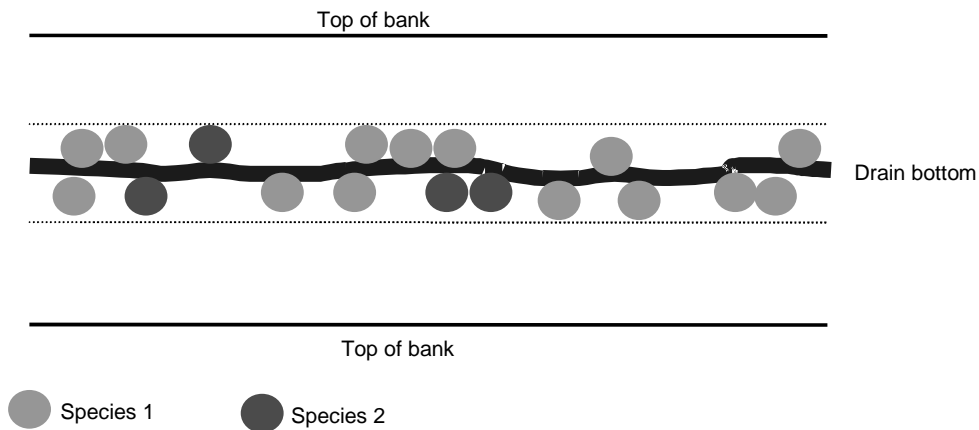 Top of bank
Drain bottom
Top of bank
Species 1
Species 2